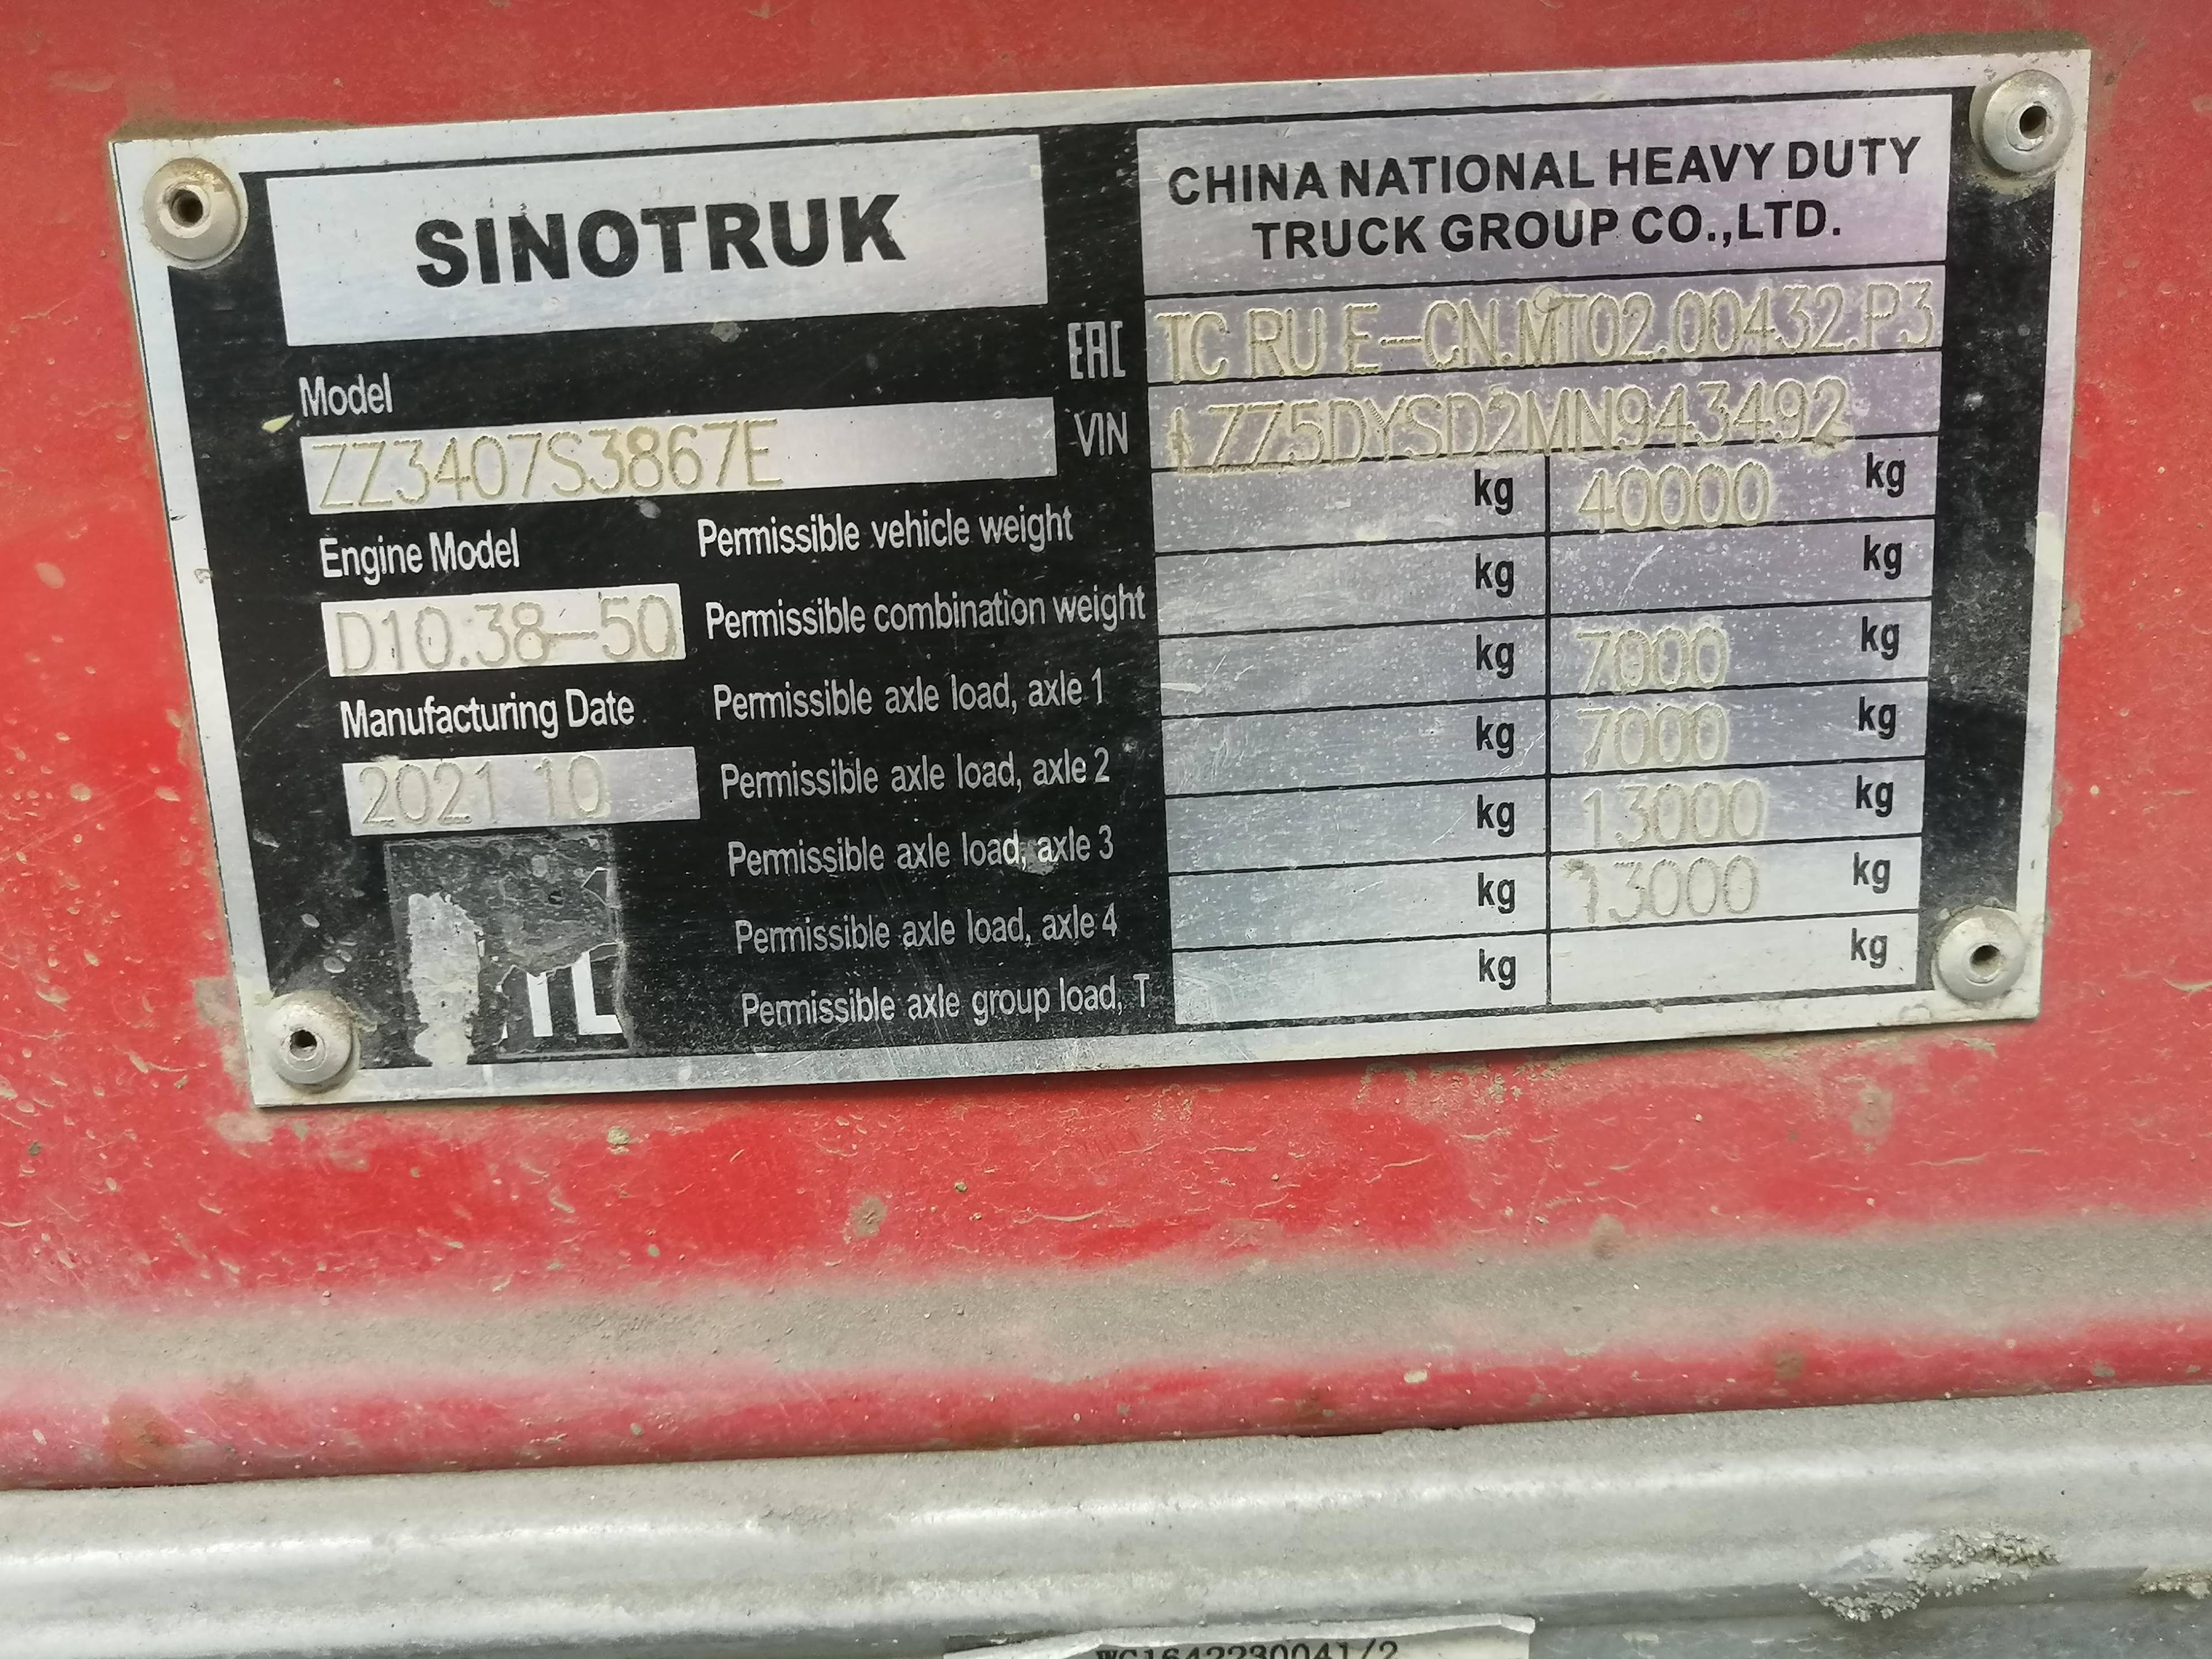 SINOTRUK
CHINA NATIONAL HEAVY DUTY
TRUCK GROUP CO.,LTD.
EAC TC RU E-CN.MT02.00432.P3
Model
ZZ3407S3867E
VIN LZZ5DYSD2MN943492
Engine Model
D10.38-50
Manufacturing Date
2021 10
Permissible vehicle weight kg 40000 kg
Permissible combination weight kg kg
Permissible axle load, axle 1 kg 7000 kg
Permissible axle load, axle 2 kg 7000 kg
Permissible axle load, axle 3 kg 13000 kg
Permissible axle load, axle 4 kg 13000 kg
Permissible axle group load, T kg kg
WG1642230041/2